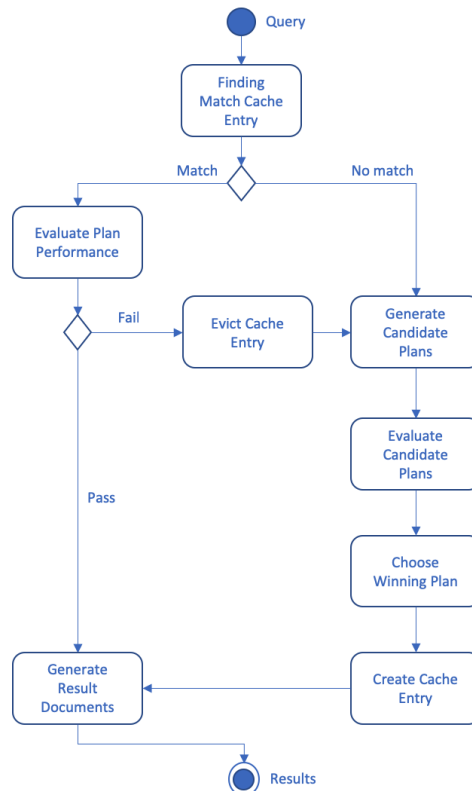 Query
Finding
Match Cache
Entry
Match
No match
Evaluate Plan
Performance
Fail
Evict Cache
Entry
Generate
Candidate
Plans
Evaluate
Candidate
Plans
Pass
Choose
Winning Plan
Generate
Result
Documents
Create Cache
Entry
Results